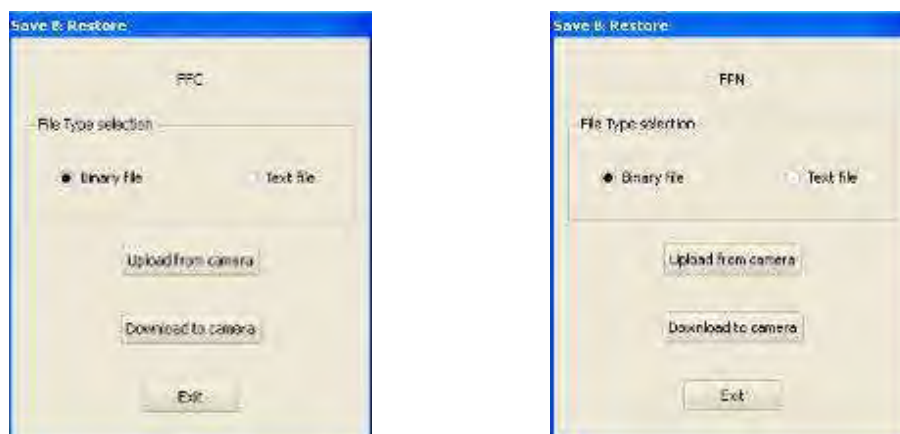 Save & Restore
FFC
File Type selection
Binary file
Text file
Upload from camera
Download to camera
Exit
Save & Restore
FPN
File Type selection
Binary file
Text file
Upload from camera
Download to camera
Exit